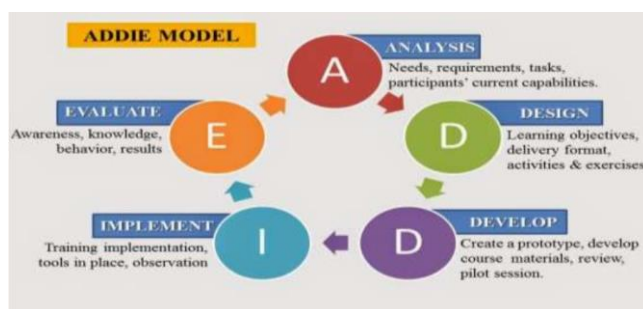 ADDIE MODEL
A
ANALYSIS
Needs, requirements, tasks,
participants' current capabilities.
D
DESIGN
Learning objectives,
delivery format,
activities & exercises
D
DEVELOP
Create a prototype, develop
course materials, review,
pilot session.
I
IMPLEMENT
Training implementation,
tools in place, observation
E
EVALUATE
Awareness, knowledge,
behavior, results